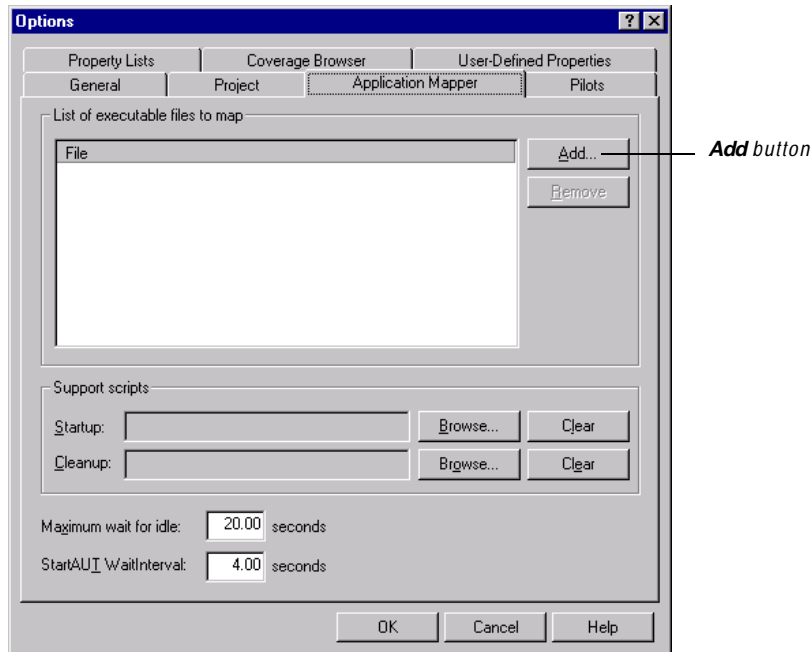 Options
Property Lists Coverage Browser User-Defined Properties
General Project Application Mapper Pilots
List of executable files to map
File
Add...
Add button
Remove
Support scripts
Startup: Browse... Clear
Cleanup: Browse... Clear
Maximum wait for idle: 20.00 seconds
StartAUT WaitInterval: 4.00 seconds
OK Cancel Help